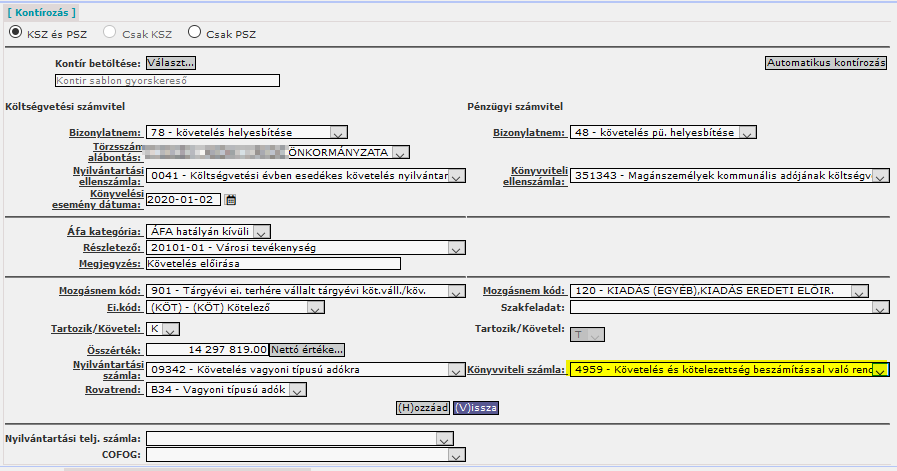 [ Kontírozás ]
KSZ és PSZ Csak KSZ Csak PSZ
Kontír betöltése: Választ... Automatikus kontírozás
Kontir sablon gyorskereső
Költségvetési számvitel Pénzügyi számvitel
Bizonylatnem: 78 - követelés helyesbítése Bizonylatnem: 48 - követelés pü. helyesbítése
Törzsszám alábontás: ÖNKORMÁNYZATA
Nyilvántartási ellenszámla: 0041 - Költségvetési évben esedékes követelés nyilvántar Könyvviteli ellenszámla: 351343 - Magánszemélyek kommunális adójának költségv
Könyvelési esemény dátuma: 2020-01-02
Áfa kategória: ÁFA hatályán kívüli
Részletező: 20101-01 - Városi tevékenység
Megjegyzés: Követelés előirása
Mozgásnem kód: 901 - Tárgyévi ei. terhére vállalt tárgyévi köt.váll./köv. Mozgásnem kód: 120 - KIADÁS (EGYÉB),KIADÁS EREDETI ELŐIR.
Ei.kód: (KÖT) - (KÖT) Kötelező Szakfeladat:
Tartozik/Követel: K Tartozik/Követel: T
Összérték: 14 297 819.00 Nettó értéke...
Nyilvántartási számla: 09342 - Követelés vagyoni típusú adókra Könyvviteli számla: 4959 - Követelés és kötelezettség beszámítással való rend
Rovatrend: B34 - Vagyoni típusú adók
(H)ozzáad (V)issza
Nyilvántartási telj. számla:
COFOG: